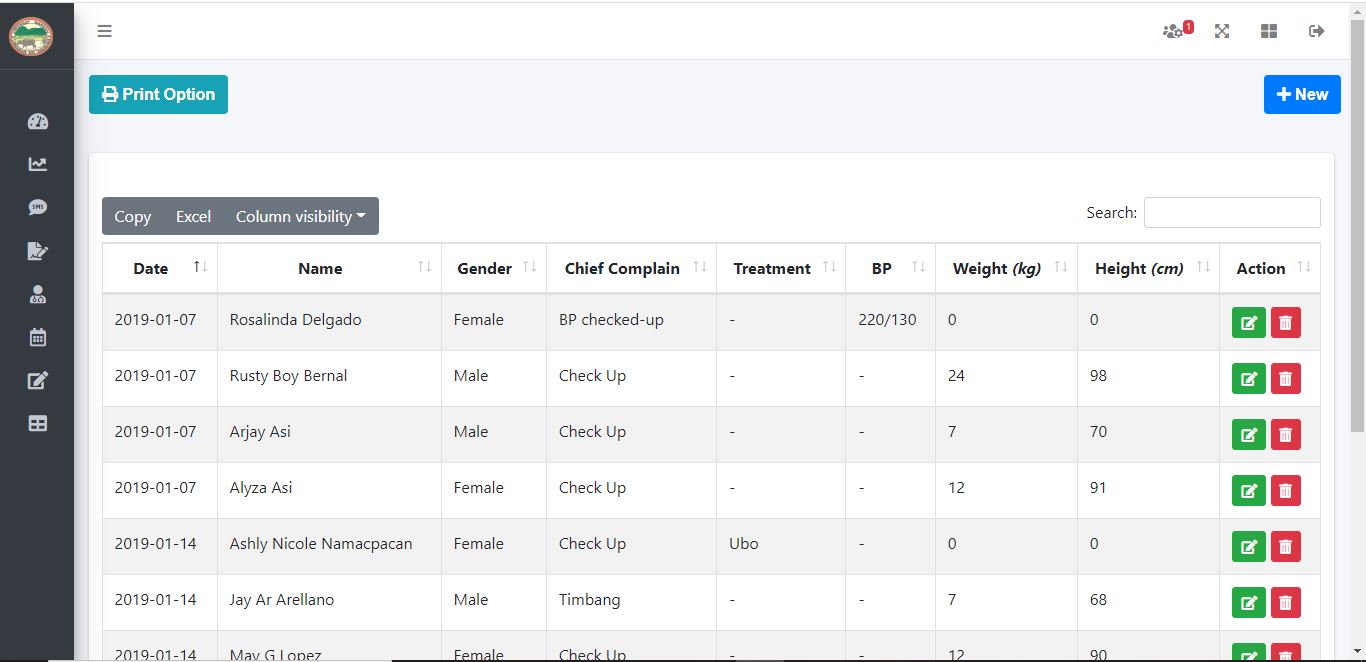 1
Print Option
New
Copy Excel Column visibility
Search:
Date Name Gender Chief Complain Treatment BP Weight (kg) Height (cm) Action
2019-01-07 Rosalinda Delgado Female BP checked-up - 220/130 0 0
2019-01-07 Rusty Boy Bernal Male Check Up - - 24 98
2019-01-07 Arjay Asi Male Check Up - - 7 70
2019-01-07 Alyza Asi Female Check Up - - 12 91
2019-01-14 Ashly Nicole Namacpacan Female Check Up Ubo - 0 0
2019-01-14 Jay Ar Arellano Male Timbang - - 7 68
2019-01-14 May G Lopez Female Check Up - - 12 90
SMS